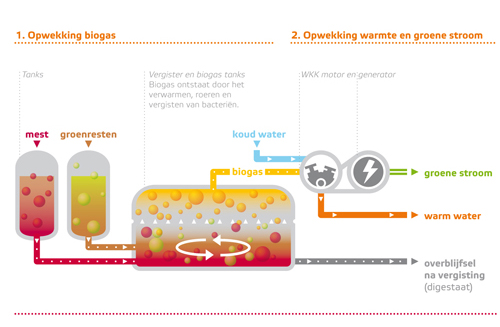 1. Opwekking biogas
2. Opwekking warmte en groene stroom
Tanks
Vergister en biogas tanks
Biogas ontstaat door het
verwarmen, roeren en
vergisten van bacteriën.
WKK motor en generator
mest
groenresten
koud water
biogas
groene stroom
warm water
overblijfsel
na vergisting
(digestaat)